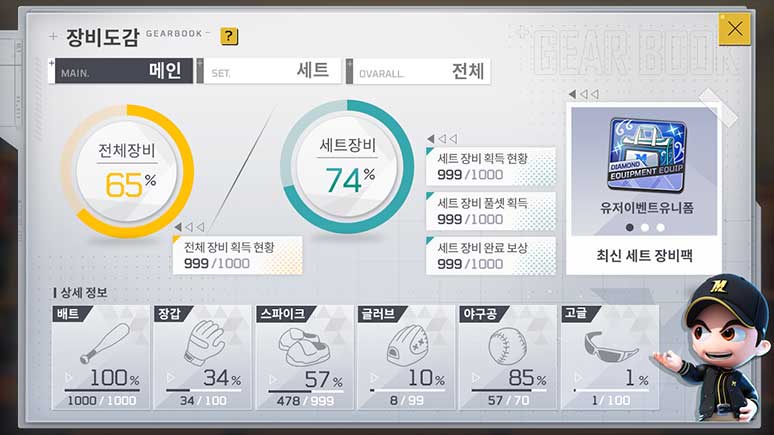 장비도감 GEARBOOK ?
GEAR BOOK
MAIN. 메인
SET. 세트
OVARALL. 전체
전체장비
65%
전체 장비 획득 현황
999/1000
세트장비
74%
세트 장비 획득 현황
999/1000
세트 장비 풀셋 획득
999/1000
세트 장비 완료 보상
999/1000
DIAMOND
EQUIPMENT EQUIP
유저이벤트유니폼
최신 세트 장비팩
상세 정보
배트
100%
1000/1000
장갑
34%
34/100
스파이크
57%
478/999
글러브
10%
8/99
야구공
85%
57/70
고글
1%
1/100
M